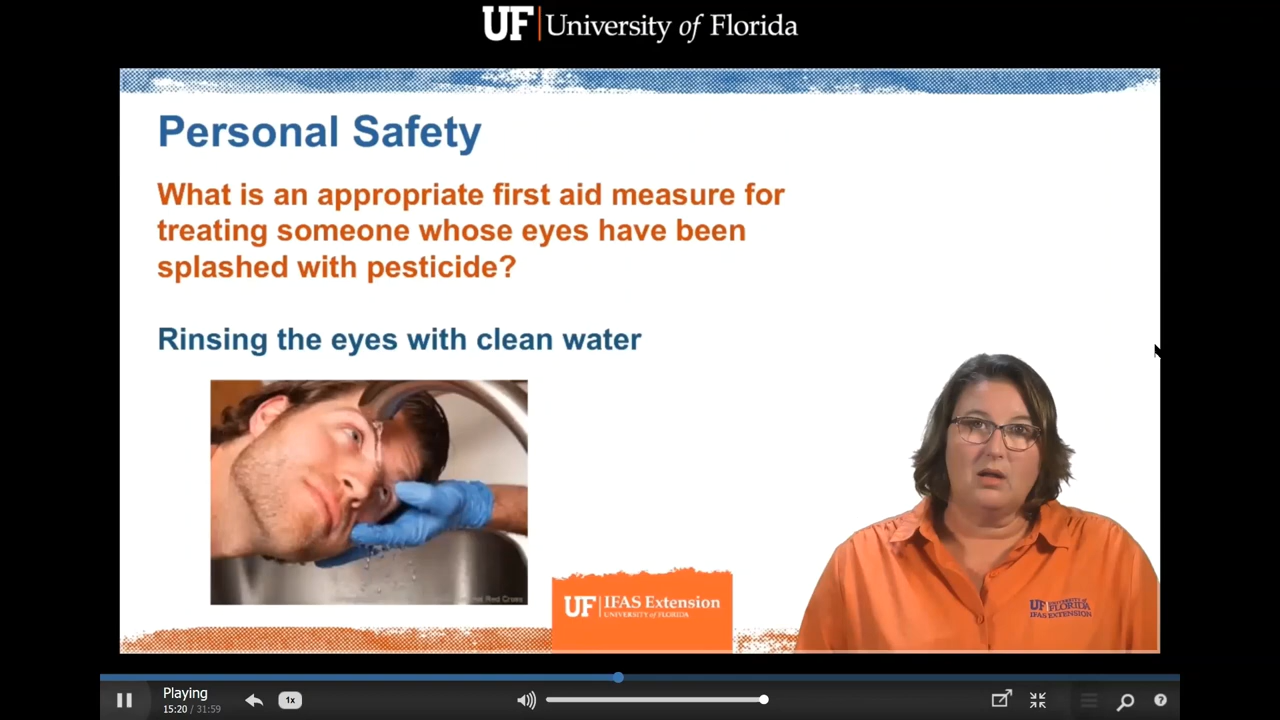 UF University of Florida
Personal Safety
What is an appropriate first aid measure for
treating someone whose eyes have been
splashed with pesticide?
Rinsing the eyes with clean water
Red Cross
UF IFAS Extension
UNIVERSITY of FLORIDA
UF UNIVERSITY of
FLORIDA
IFAS EXTENSION
Playing
15:20 / 31:59
1x
?